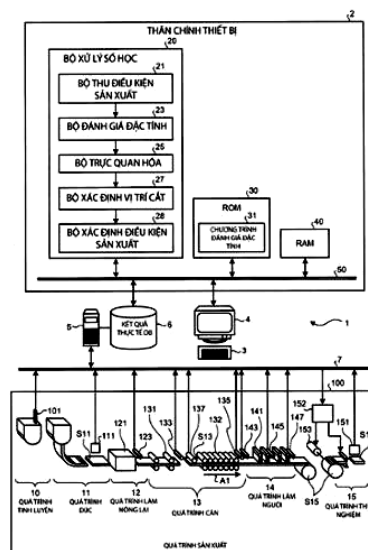 2
THÂN CHÍNH THIẾT BỊ
20
BỘ XỬ LÝ SỐ HỌC
21
BỘ THU ĐIỀU KIỆN
SẢN XUẤT
23
BỘ ĐÁNH GIÁ ĐẶC TÍNH
25
BỘ TRỰC QUAN HÓA
27
BỘ XÁC ĐỊNH VỊ TRÍ CẮT
28
BỘ XÁC ĐỊNH ĐIỀU KIỆN
SẢN XUẤT
30
ROM
31
CHƯƠNG TRÌNH
ĐÁNH GIÁ ĐẶC
TÍNH
40
RAM
50
5
KẾT QUẢ
THỰC TẾ DB
6
4
3
1
7
100
101
S11
111
121
123
131
133
137
S13
132
135
143
141
145
147
153
152
151
A1
S15
10
QUÁ TRÌNH
TINH LUYỆN
11
QUÁ TRÌNH
ĐÚC
12
QUÁ TRÌNH LÀM
NÓNG LẠI
13
QUÁ TRÌNH CÁN
14
QUÁ TRÌNH LÀM
NGUỘI
15
QUÁ TRÌNH
NGHIỆM
QUÁ TRÌNH SẢN XUẤT